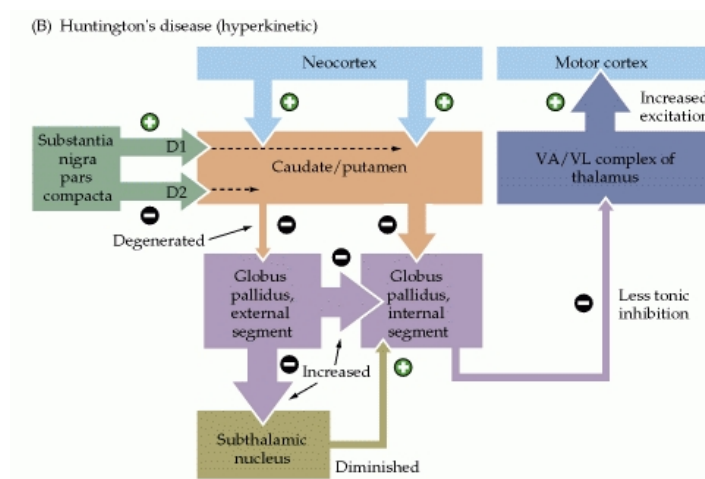 (B) Huntington's disease (hyperkinetic)
Neocortex
Motor cortex
+
+
+
Increased
excitation
+
Substantia
nigra
pars
compacta
D1
D2
Caudate/putamen
VA/VL complex of
thalamus
−
Degenerated
−
−
−
Globus
pallidus,
external
segment
Globus
pallidus,
internal
segment
−
Less tonic
inhibition
−
Increased
+
Subthalamic
nucleus
Diminished